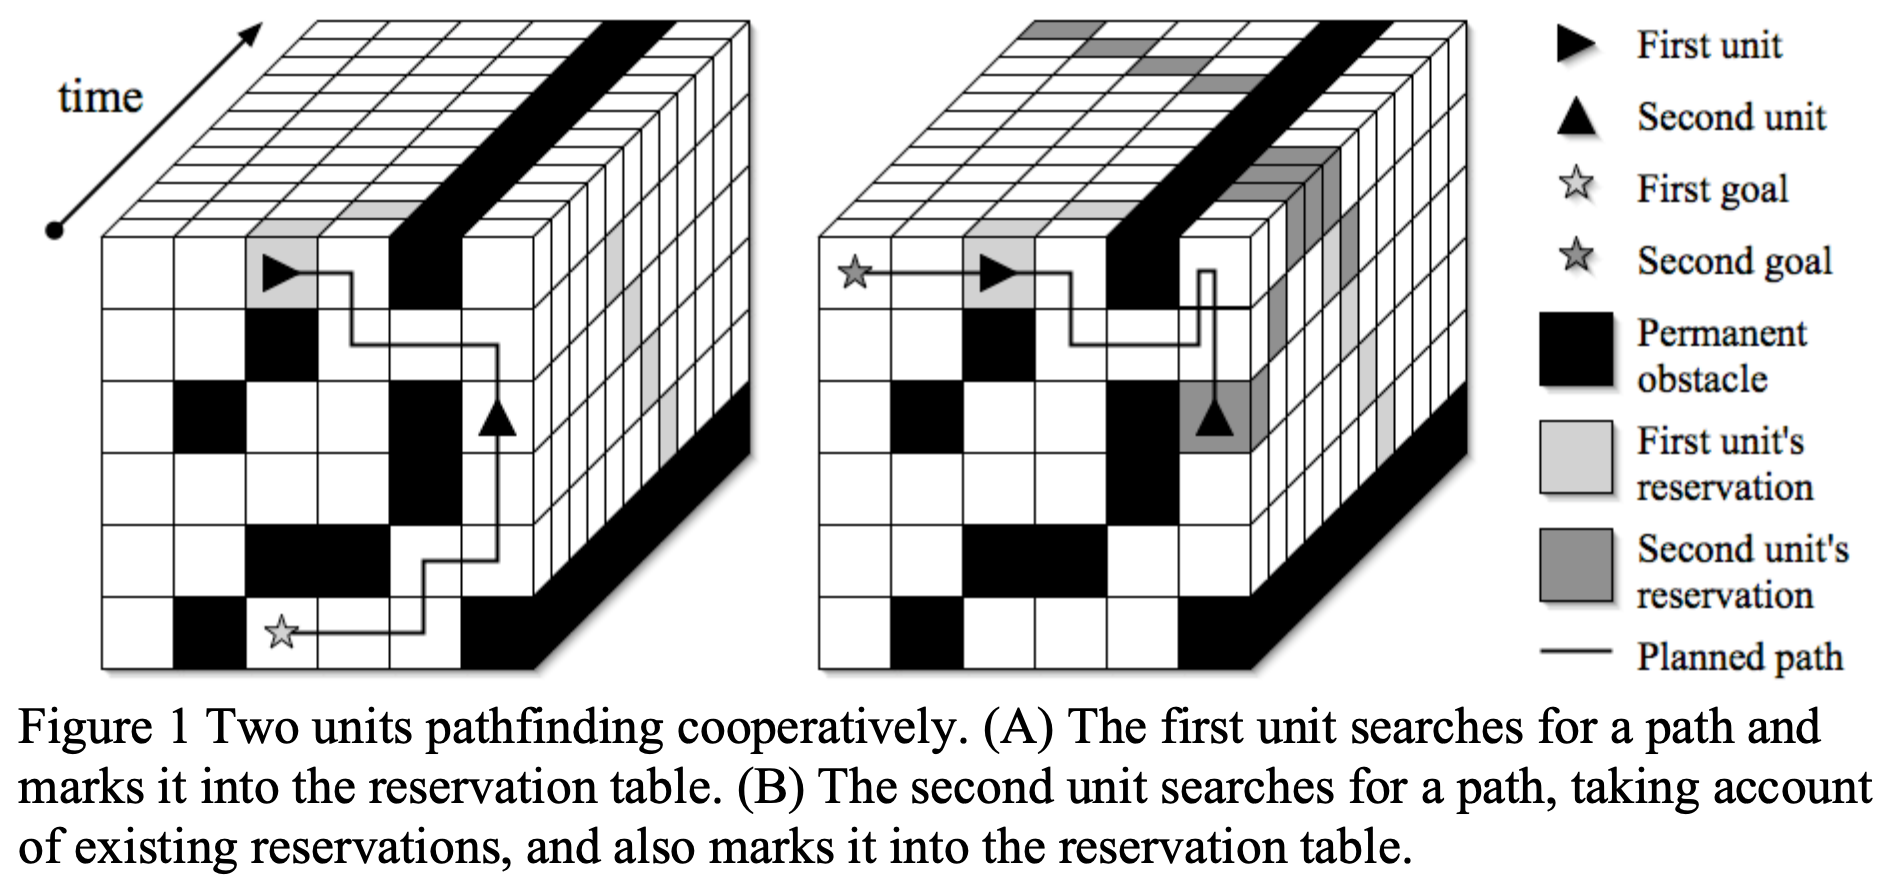 time
First unit
Second unit
First goal
Second goal
Permanent
obstacle
First unit's
reservation
Second unit's
reservation
Planned path
Figure 1 Two units pathfinding cooperatively. (A) The first unit searches for a path and
marks it into the reservation table. (B) The second unit searches for a path, taking account
of existing reservations, and also marks it into the reservation table.